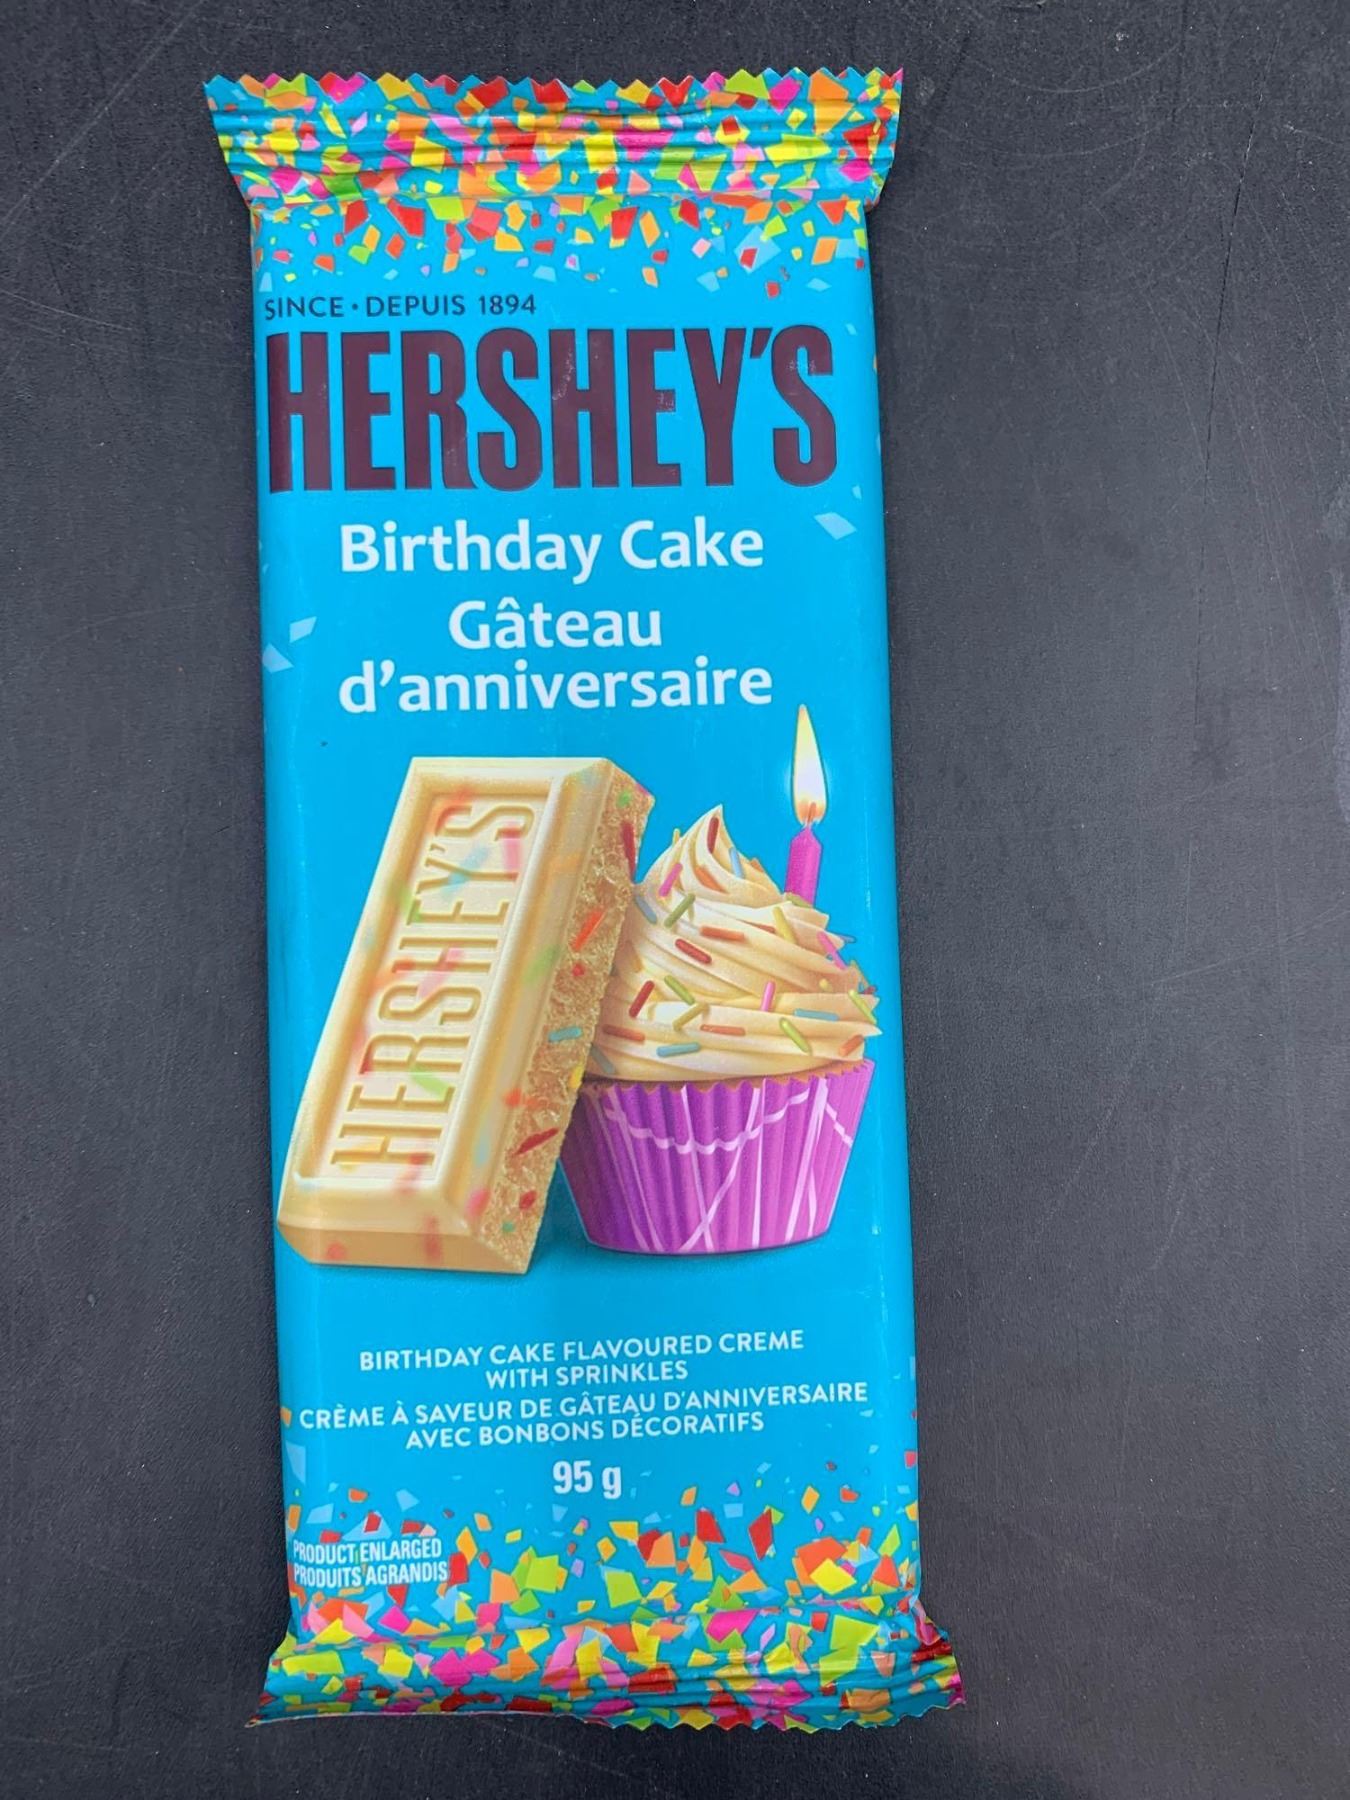 SINCE • DEPUIS 1894
HERSHEY'S
Birthday Cake
Gâteau
d'anniversaire
HERSHEY'S
BIRTHDAY CAKE FLAVOURED CREME
WITH SPRINKLES
CRÈME À SAVEUR DE GÂTEAU D'ANNIVERSAIRE
AVEC BONBONS DÉCORATIFS
95 g
PRODUCT ENLARGED
PRODUITS AGRANDIS